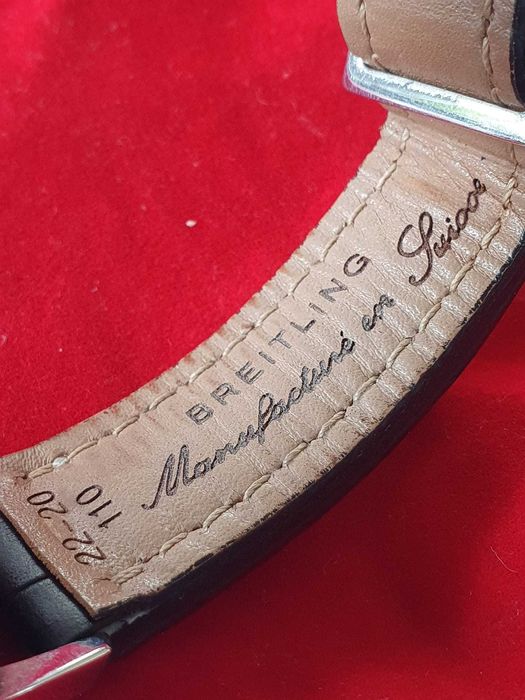 BREITLING
Manufacturé en Suisse
22-20
110